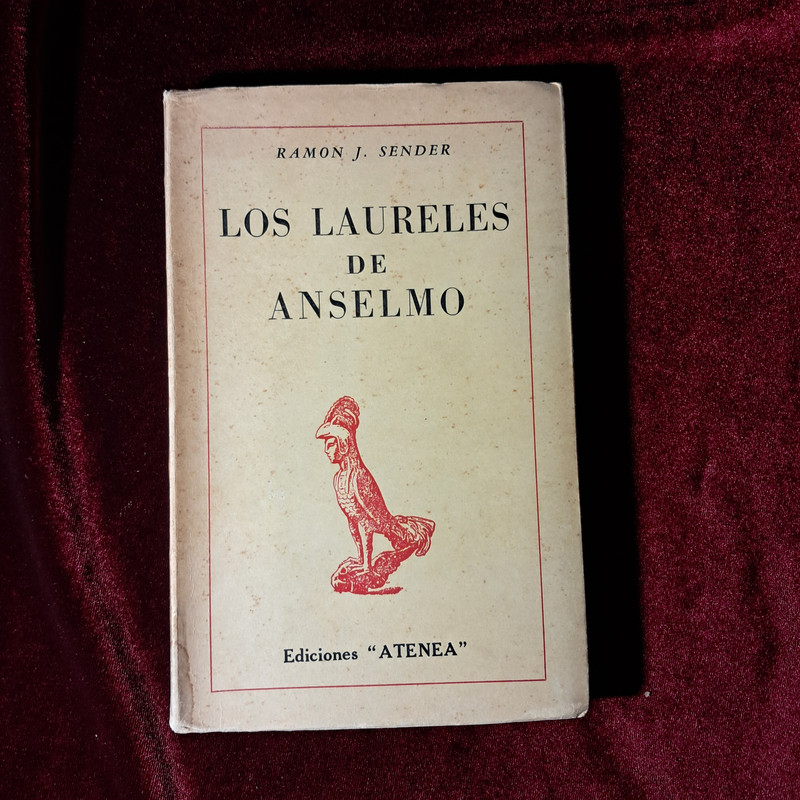 RAMON J. SENDER
LOS LAURELES
DE
ANSELMO
Ediciones "ATENEA"